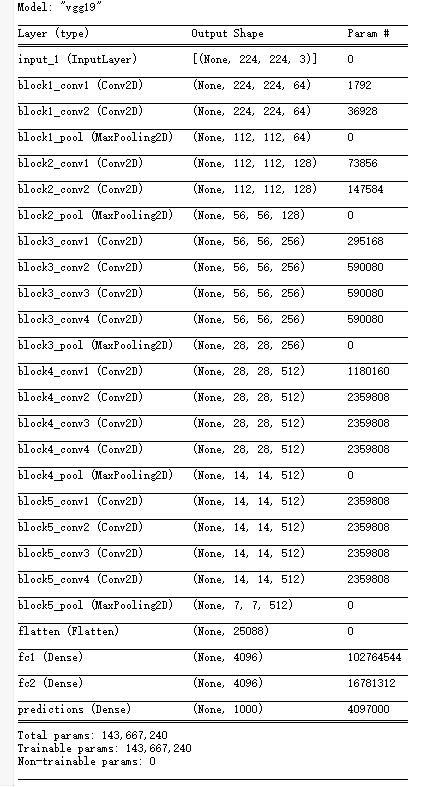 Model: "vgg19"
Layer (type) Output Shape Param #
input_1 (InputLayer) [(None, 224, 224, 3)] 0
block1_conv1 (Conv2D) (None, 224, 224, 64) 1792
block1_conv2 (Conv2D) (None, 224, 224, 64) 36928
block1_pool (MaxPooling2D) (None, 112, 112, 64) 0
block2_conv1 (Conv2D) (None, 112, 112, 128) 73856
block2_conv2 (Conv2D) (None, 112, 112, 128) 147584
block2_pool (MaxPooling2D) (None, 56, 56, 128) 0
block3_conv1 (Conv2D) (None, 56, 56, 256) 295168
block3_conv2 (Conv2D) (None, 56, 56, 256) 590080
block3_conv3 (Conv2D) (None, 56, 56, 256) 590080
block3_conv4 (Conv2D) (None, 56, 56, 256) 590080
block3_pool (MaxPooling2D) (None, 28, 28, 256) 0
block4_conv1 (Conv2D) (None, 28, 28, 512) 1180160
block4_conv2 (Conv2D) (None, 28, 28, 512) 2359808
block4_conv3 (Conv2D) (None, 28, 28, 512) 2359808
block4_conv4 (Conv2D) (None, 28, 28, 512) 2359808
block4_pool (MaxPooling2D) (None, 14, 14, 512) 0
block5_conv1 (Conv2D) (None, 14, 14, 512) 2359808
block5_conv2 (Conv2D) (None, 14, 14, 512) 2359808
block5_conv3 (Conv2D) (None, 14, 14, 512) 2359808
block5_conv4 (Conv2D) (None, 14, 14, 512) 2359808
block5_pool (MaxPooling2D) (None, 7, 7, 512) 0
flatten (Flatten) (None, 25088) 0
fc1 (Dense) (None, 4096) 102764544
fc2 (Dense) (None, 4096) 16781312
predictions (Dense) (None, 1000) 4097000
Total params: 143,667,240
Trainable params: 143,667,240
Non-trainable params: 0